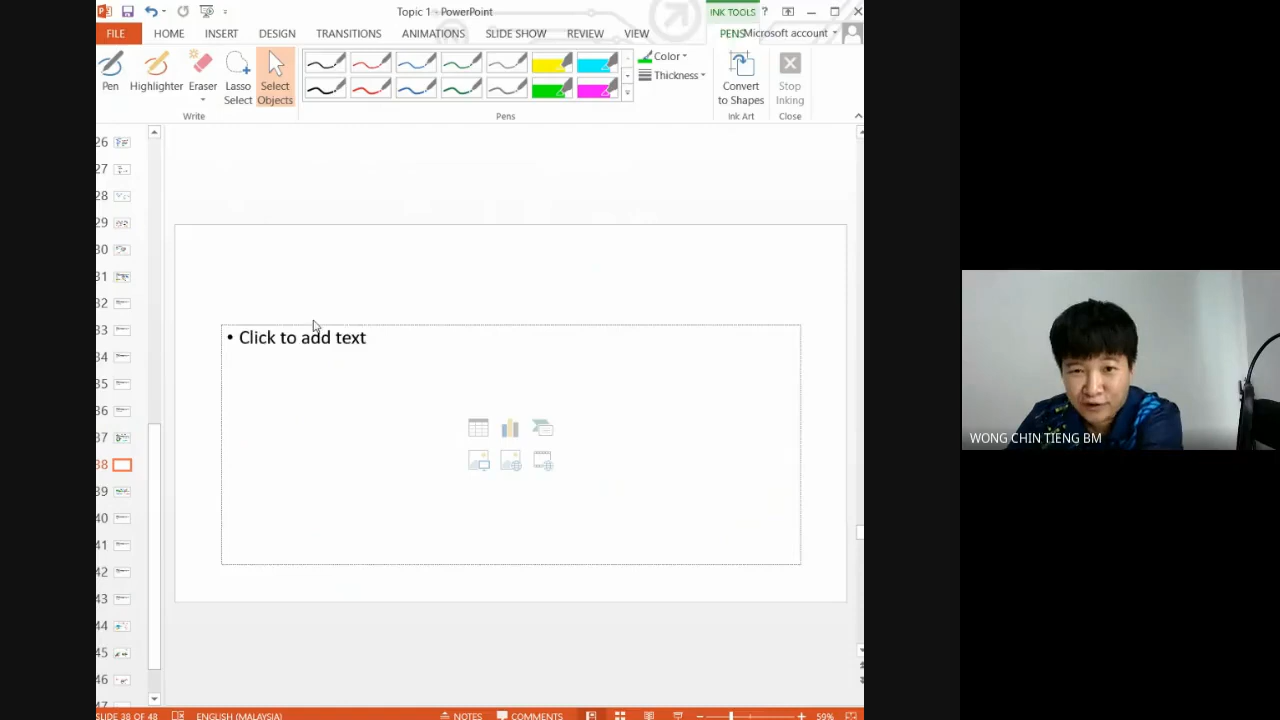 Topic 1 - PowerPoint
INK TOOLS
?
FILE
HOME
INSERT
DESIGN
TRANSITIONS
ANIMATIONS
SLIDE SHOW
REVIEW
VIEW
PENS
Microsoft account
Pen
Highlighter
Eraser
Lasso
Select
Select
Objects
Color
Thickness
Convert
to Shapes
Stop
Inking
Write
Pens
Ink Art
Close
26
27
28
29
30
31
32
33
34
35
36
37
38
39
40
41
42
43
44
45
46
47
• Click to add text
WONG CHIN TIENG BM
SLIDE 38 OF 48
ENGLISH (MALAYSIA)
NOTES
COMMENTS
59%